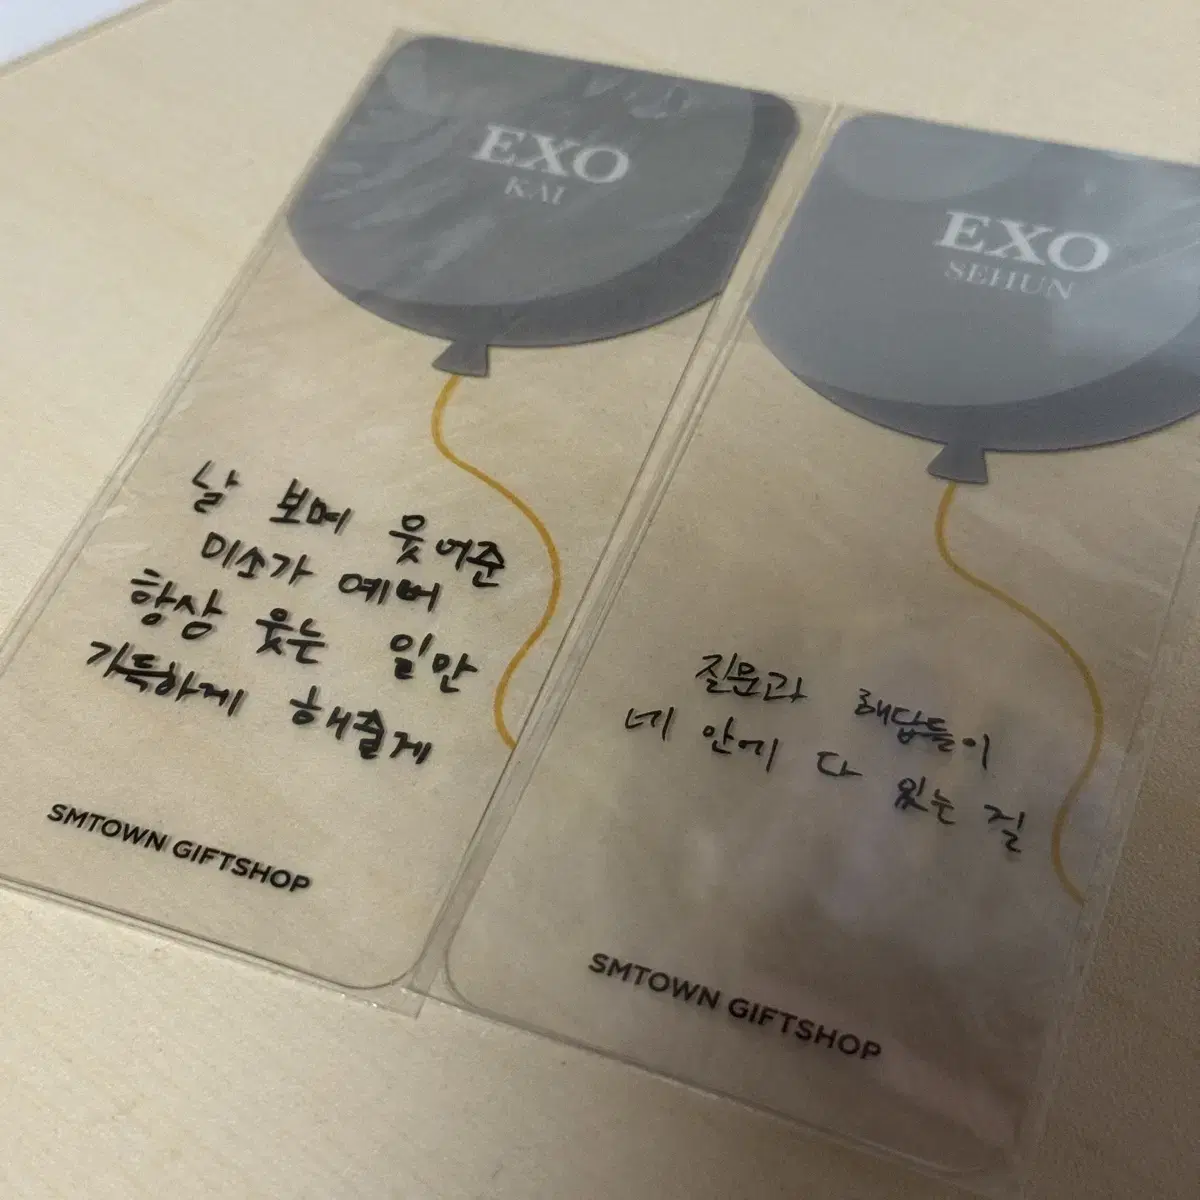 EXO
KAI
날 보며 웃어준
미소가 예뻐
항상 웃는 일만
가득하게 해줄게
SMTOWN GIFTSHOP
EXO
SEHUN
질문과 해답들이
네 안에 다 있는 걸
SMTOWN GIFTSHOP